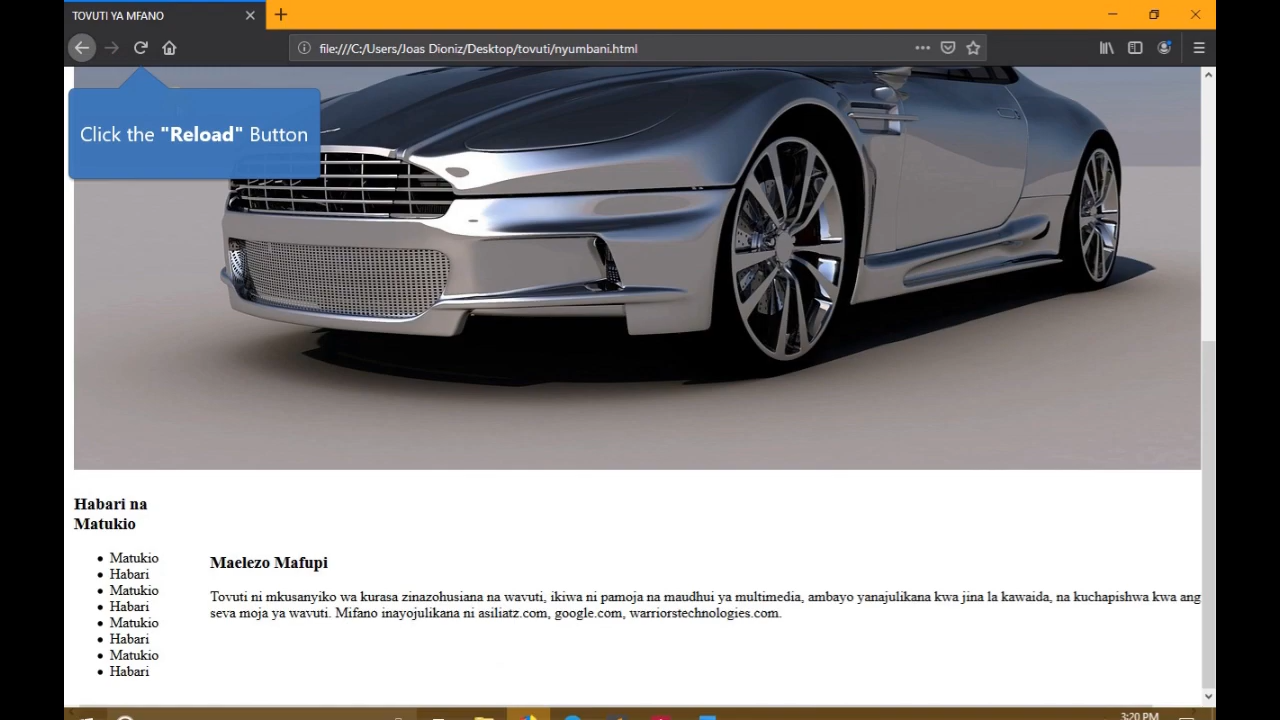 TOVUTI YA MFANO
file:///C:/Users/Joas Dioniz/Desktop/tovuti/nyumbani.html
Click the "Reload" Button
Habari na
Matukio
Matukio
Habari
Matukio
Habari
Matukio
Habari
Matukio
Habari
Maelezo Mafupi
Tovuti ni mkusanyiko wa kurasa zinazohusiana na wavuti, ikiwa ni pamoja na maudhui ya multimedia, ambayo yanajulikana kwa jina la kawaida, na kuchapishwa kwa ang
seva moja ya wavuti. Mifano inayojulikana ni asiliatz.com, google.com, warriorstechnologies.com.
3:20 PM